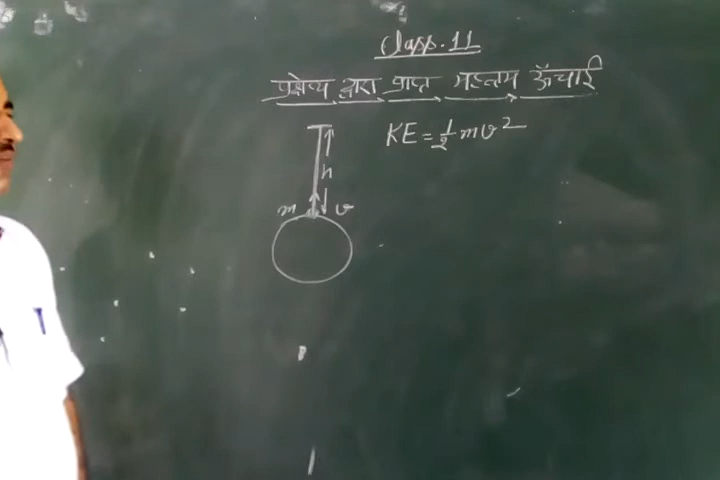 Class. 11
प्रक्षेप्य द्वारा प्राप्त महत्तम ऊँचाई
KE = 1/2 mv²
h
m v